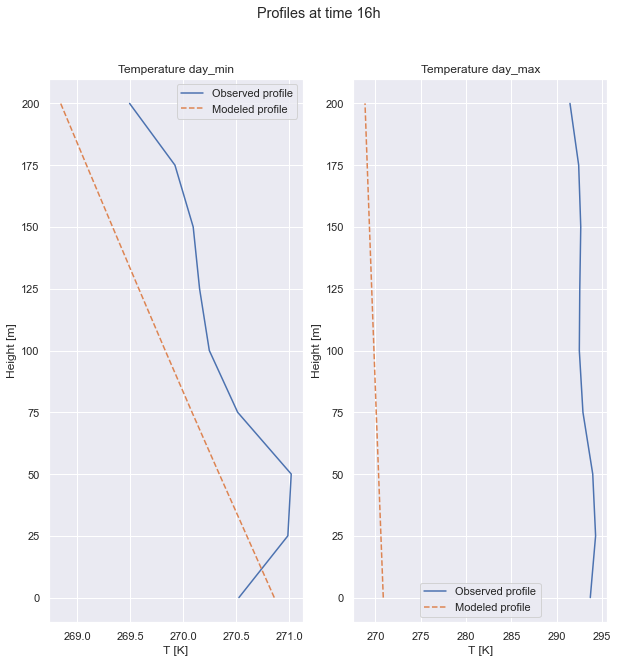 Profiles at time 16h
Temperature day_min
Observed profile
Modeled profile
200
175
150
125
100
75
50
25
0
Height [m]
269.0 269.5 270.0 270.5 271.0
T [K]
Temperature day_max
200
175
150
125
100
75
50
25
0
Height [m]
Observed profile
Modeled profile
270 275 280 285 290 295
T [K]